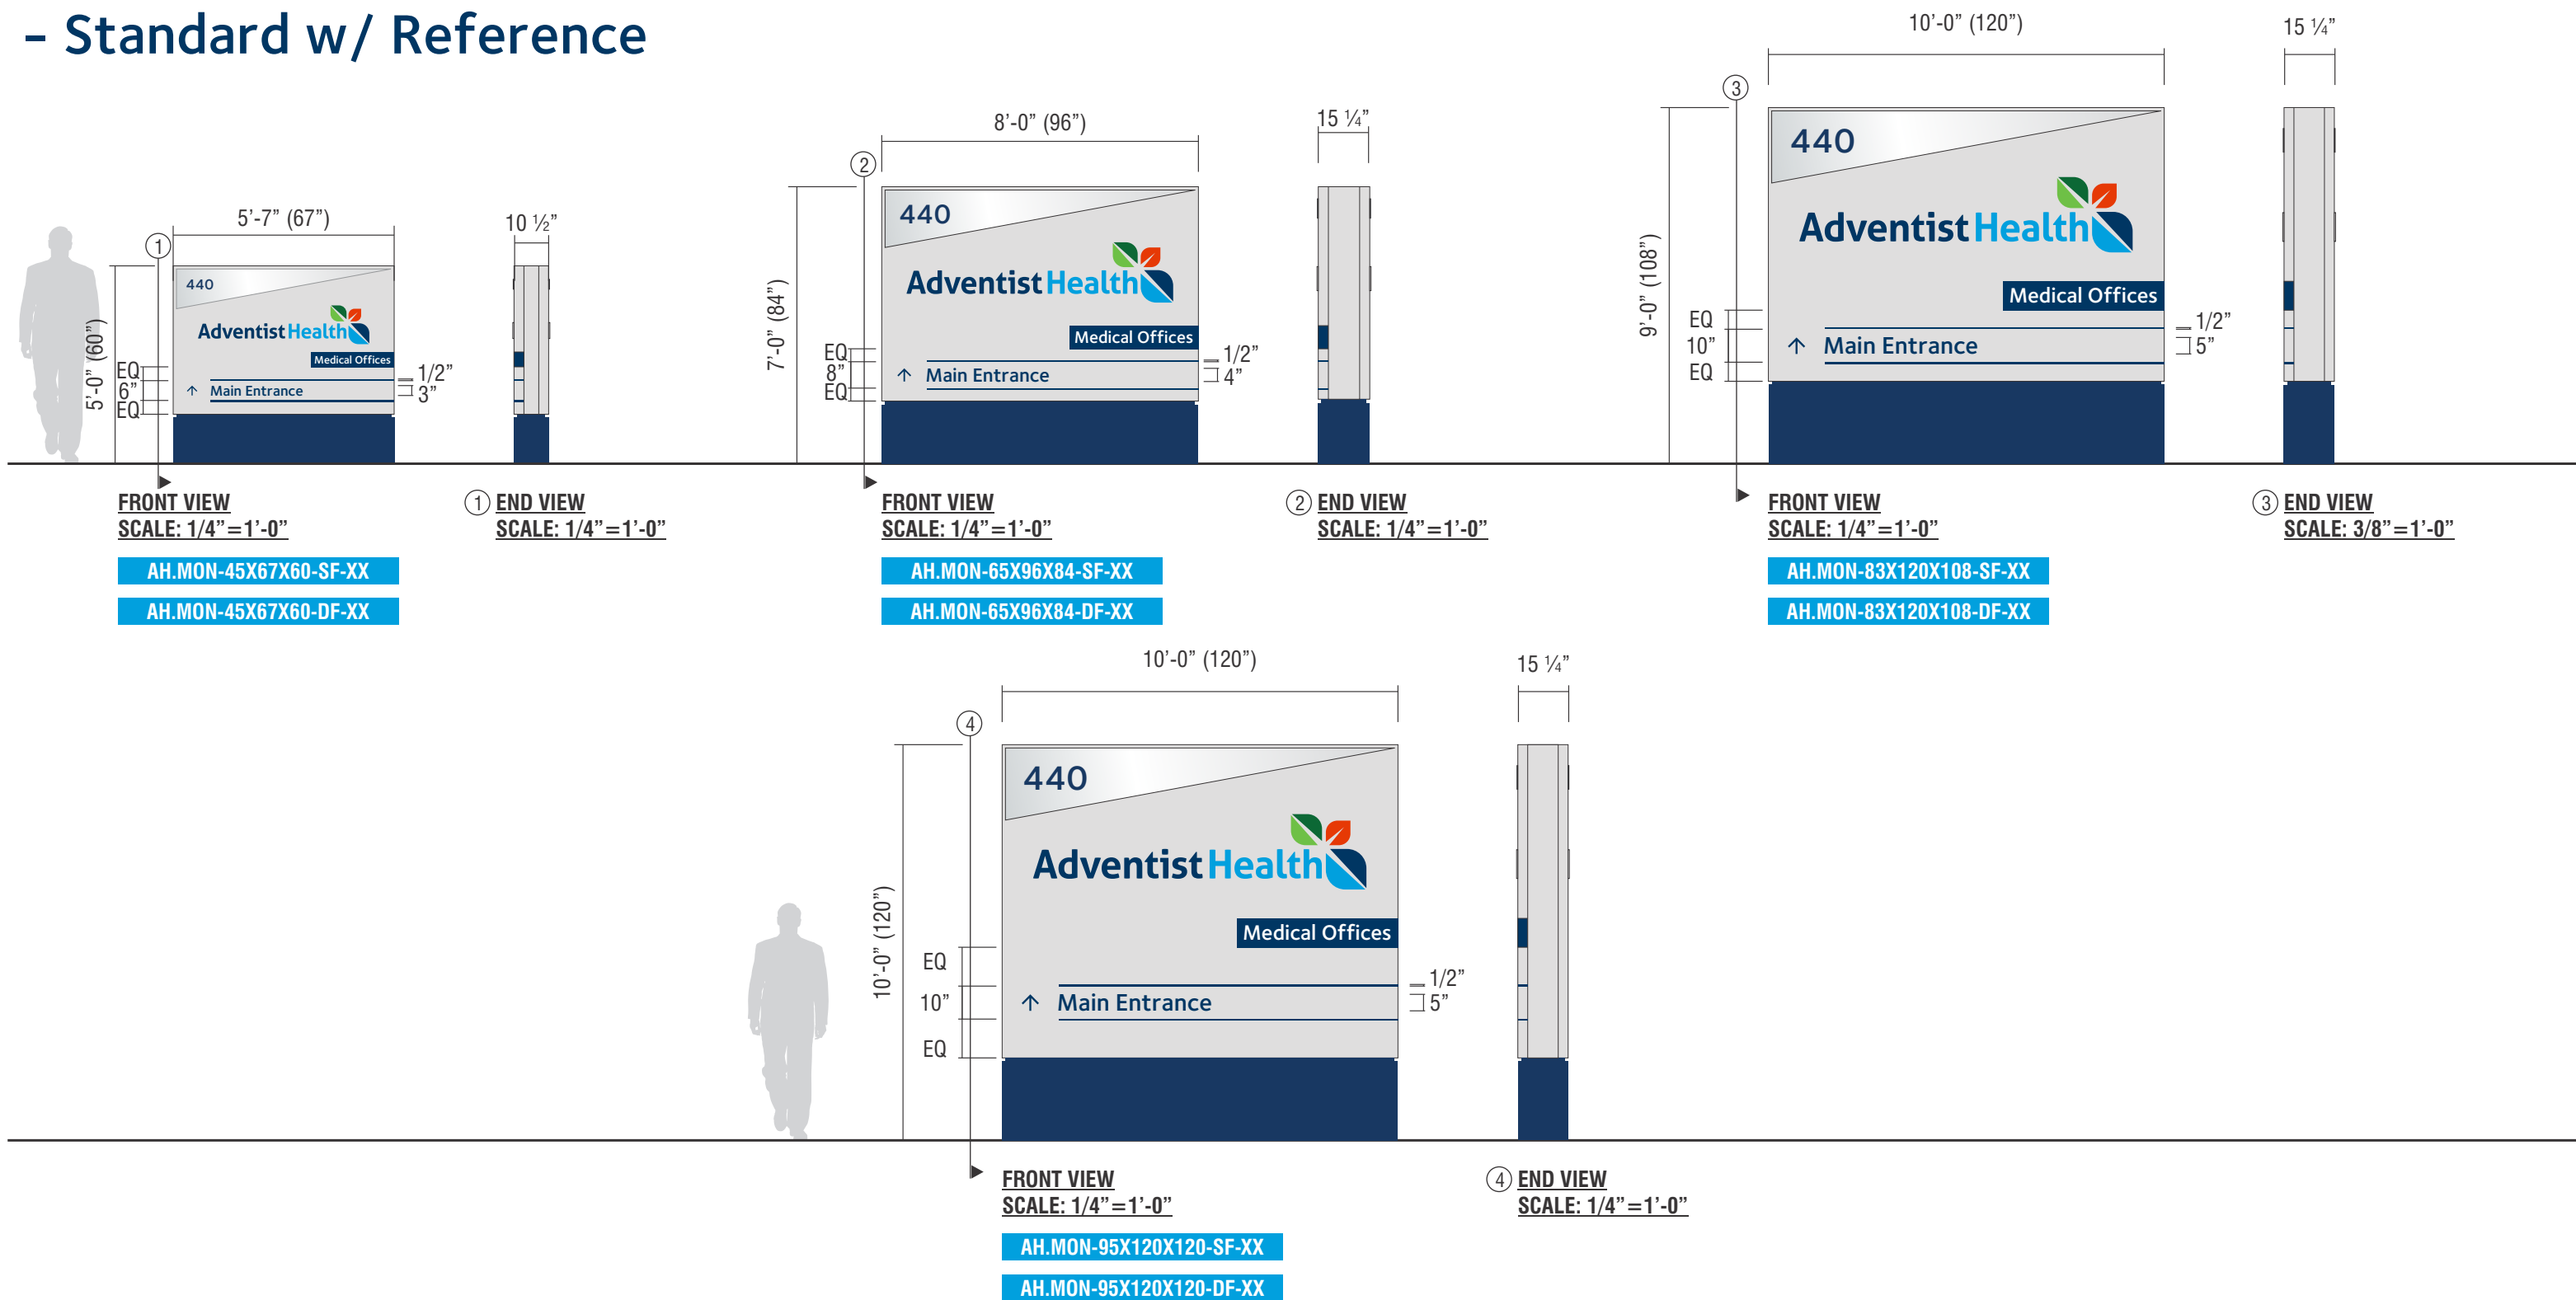 - Standard w/ Reference
5’-7” (67”)
10 ½”
1
5’-0” (60”)
440
Adventist Health
Medical Offices
EQ
6”
EQ
↑ Main Entrance
1/2”
3”
FRONT VIEW
SCALE: 1/4”=1’-0”
1 END VIEW
SCALE: 1/4”=1’-0”
AH.MON-45X67X60-SF-XX
AH.MON-45X67X60-DF-XX
8’-0” (96”)
15 ¼”
2
7’-0” (84”)
440
Adventist Health
Medical Offices
EQ
8”
EQ
↑ Main Entrance
1/2”
4”
FRONT VIEW
SCALE: 1/4”=1’-0”
2 END VIEW
SCALE: 1/4”=1’-0”
AH.MON-65X96X84-SF-XX
AH.MON-65X96X84-DF-XX
10’-0” (120”)
15 ¼”
3
9’-0” (108”)
440
Adventist Health
Medical Offices
EQ
10”
EQ
↑ Main Entrance
1/2”
5”
FRONT VIEW
SCALE: 1/4”=1’-0”
3 END VIEW
SCALE: 3/8”=1’-0”
AH.MON-83X120X108-SF-XX
AH.MON-83X120X108-DF-XX
10’-0” (120”)
15 ¼”
4
10’-0” (120”)
440
Adventist Health
Medical Offices
EQ
10”
EQ
↑ Main Entrance
1/2”
5”
FRONT VIEW
SCALE: 1/4”=1’-0”
4 END VIEW
SCALE: 1/4”=1’-0”
AH.MON-95X120X120-SF-XX
AH.MON-95X120X120-DF-XX